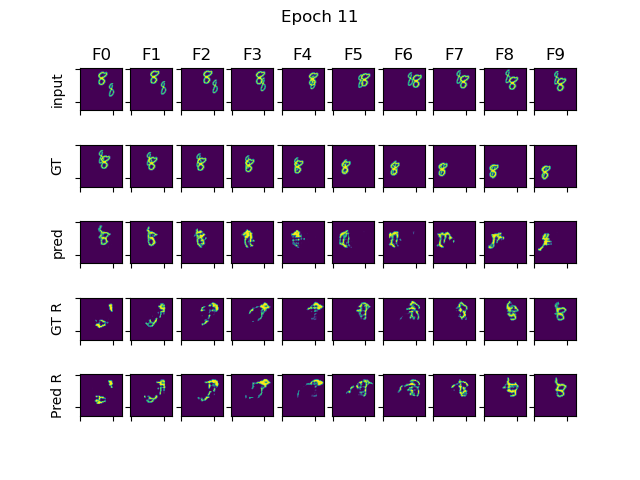 Epoch 11
F0 F1 F2 F3 F4 F5 F6 F7 F8 F9
input
GT
pred
GT R
Pred R